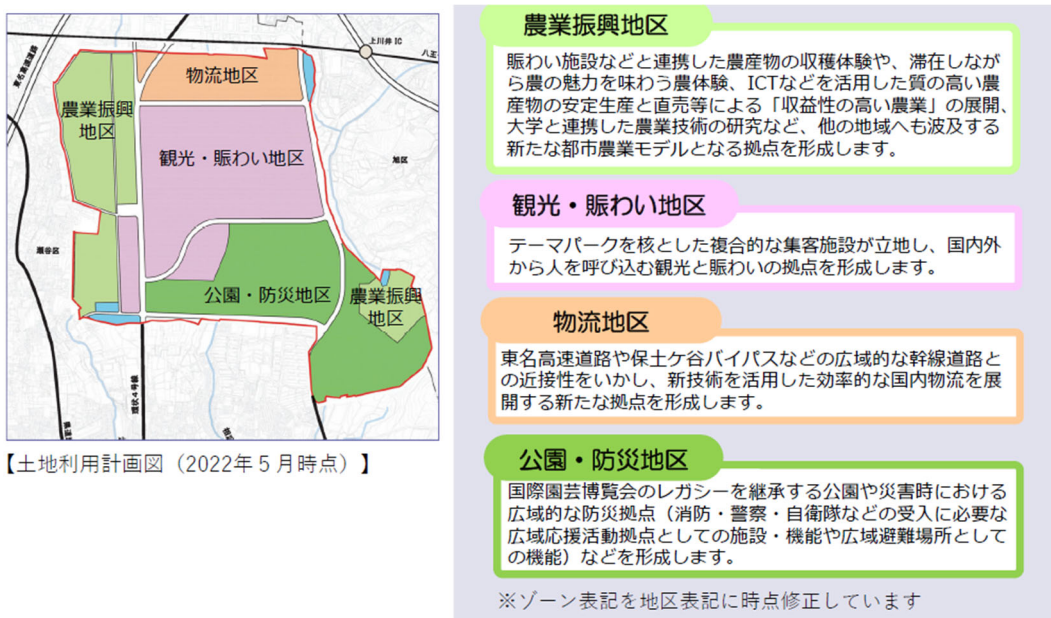 上川井IC
八王
東名高速道路
物流地区
農業振興
地区
観光・賑わい地区
旭区
瀬谷区
公園・防災地区
農業振興
地区
環状4号線
【土地利用計画図（2022年5月時点）】
農業振興地区
賑わい施設などと連携した農産物の収穫体験や、滞在しなが
ら農の魅力を味わう農体験、ICTなどを活用した質の高い農
産物の安定生産と直売等による「収益性の高い農業」の展開、
大学と連携した農業技術の研究など、他の地域へも波及する
新たな都市農業モデルとなる拠点を形成します。
観光・賑わい地区
テーマパークを核とした複合的な集客施設が立地し、国内外
から人を呼び込む観光と賑わいの拠点を形成します。
物流地区
東名高速道路や保土ケ谷バイパスなどの広域的な幹線道路と
の近接性をいかし、新技術を活用した効率的な国内物流を展
開する新たな拠点を形成します。
公園・防災地区
国際園芸博覧会のレガシーを継承する公園や災害時における
広域的な防災拠点（消防・警察・自衛隊などの受入に必要な
広域応援活動拠点としての施設・機能や広域避難場所として
の機能）などを形成します。
※ゾーン表記を地区表記に時点修正しています